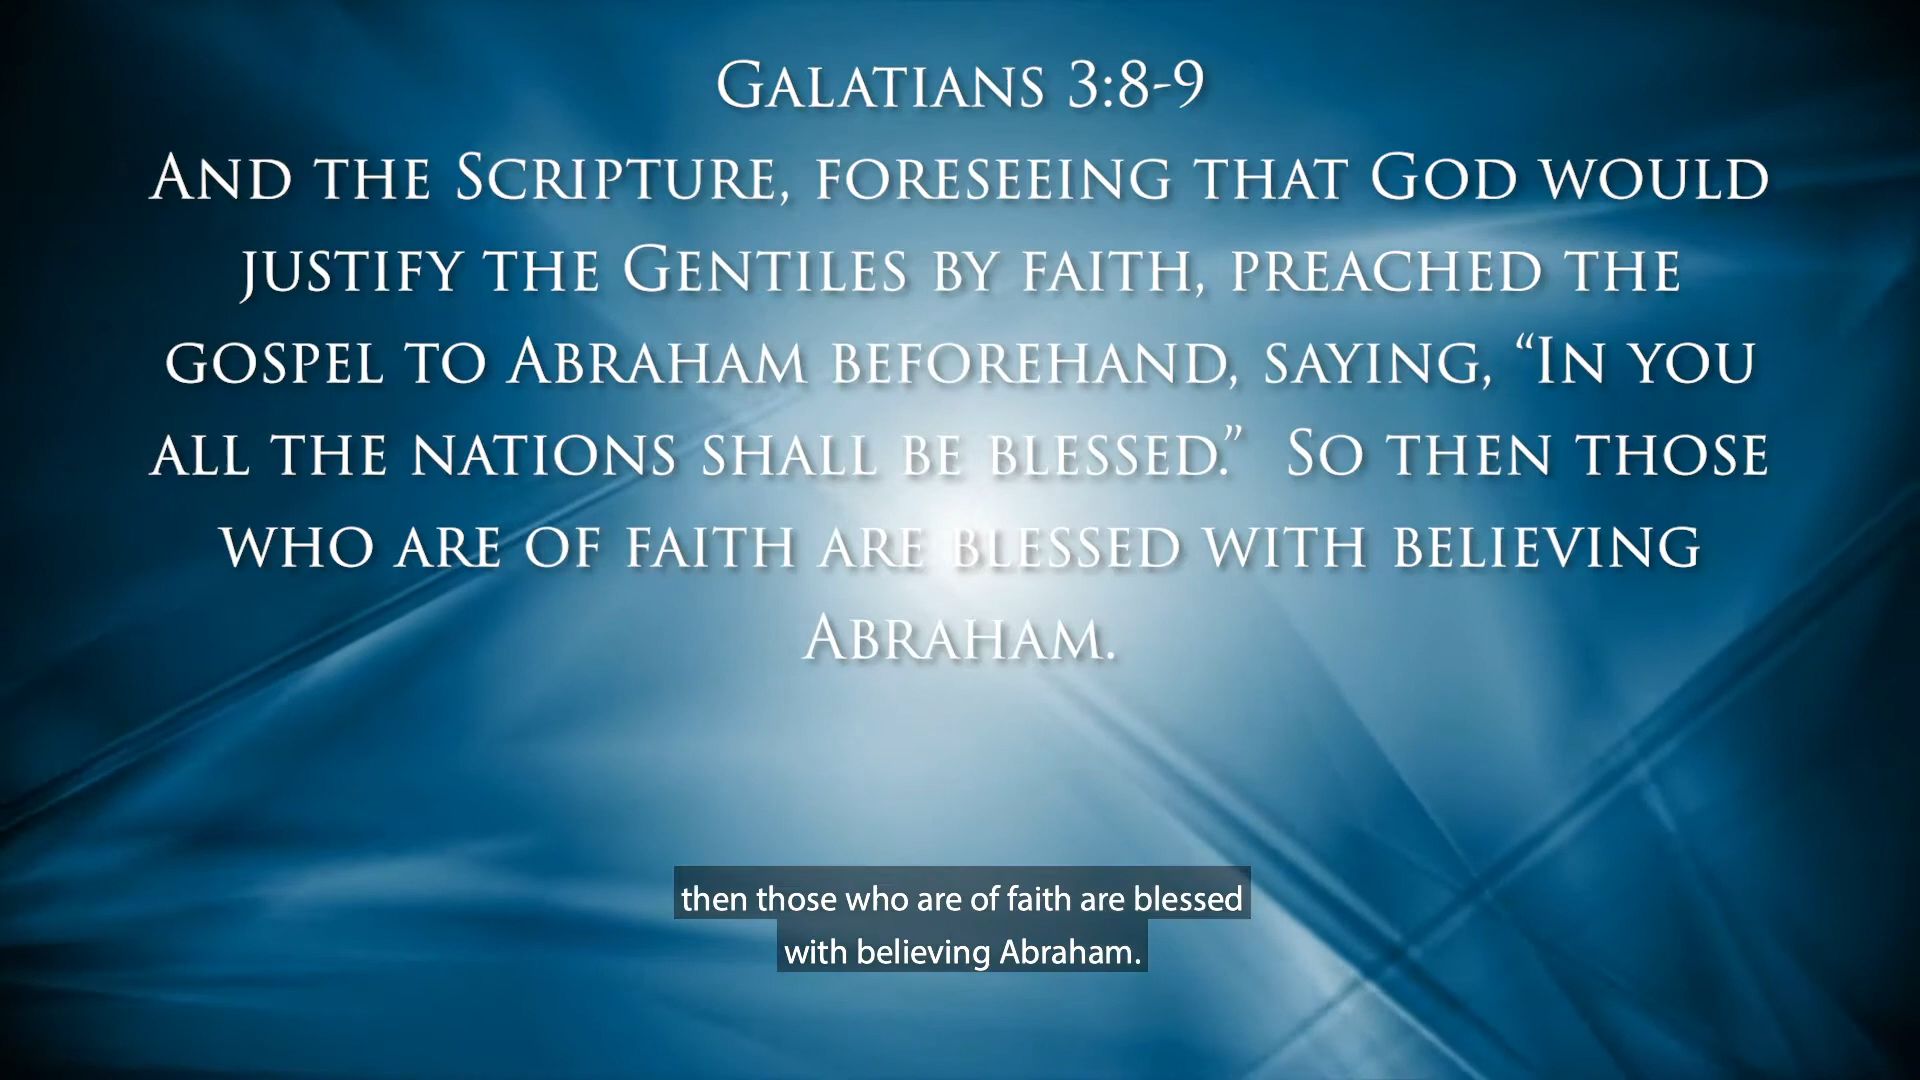 Galatians 3:8-9
And the Scripture, foreseeing that God would
justify the Gentiles by faith, preached the
gospel to Abraham beforehand, saying, “In you
all the nations shall be blessed.”  So then those
who are of faith are blessed with believing
Abraham.
then those who are of faith are blessed
with believing Abraham.